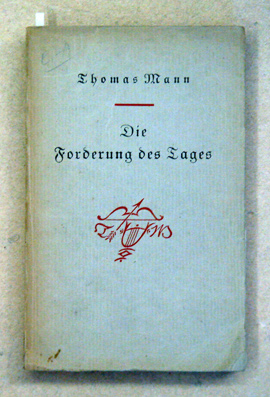 Thomas Mann
Die
Forderung des Tages